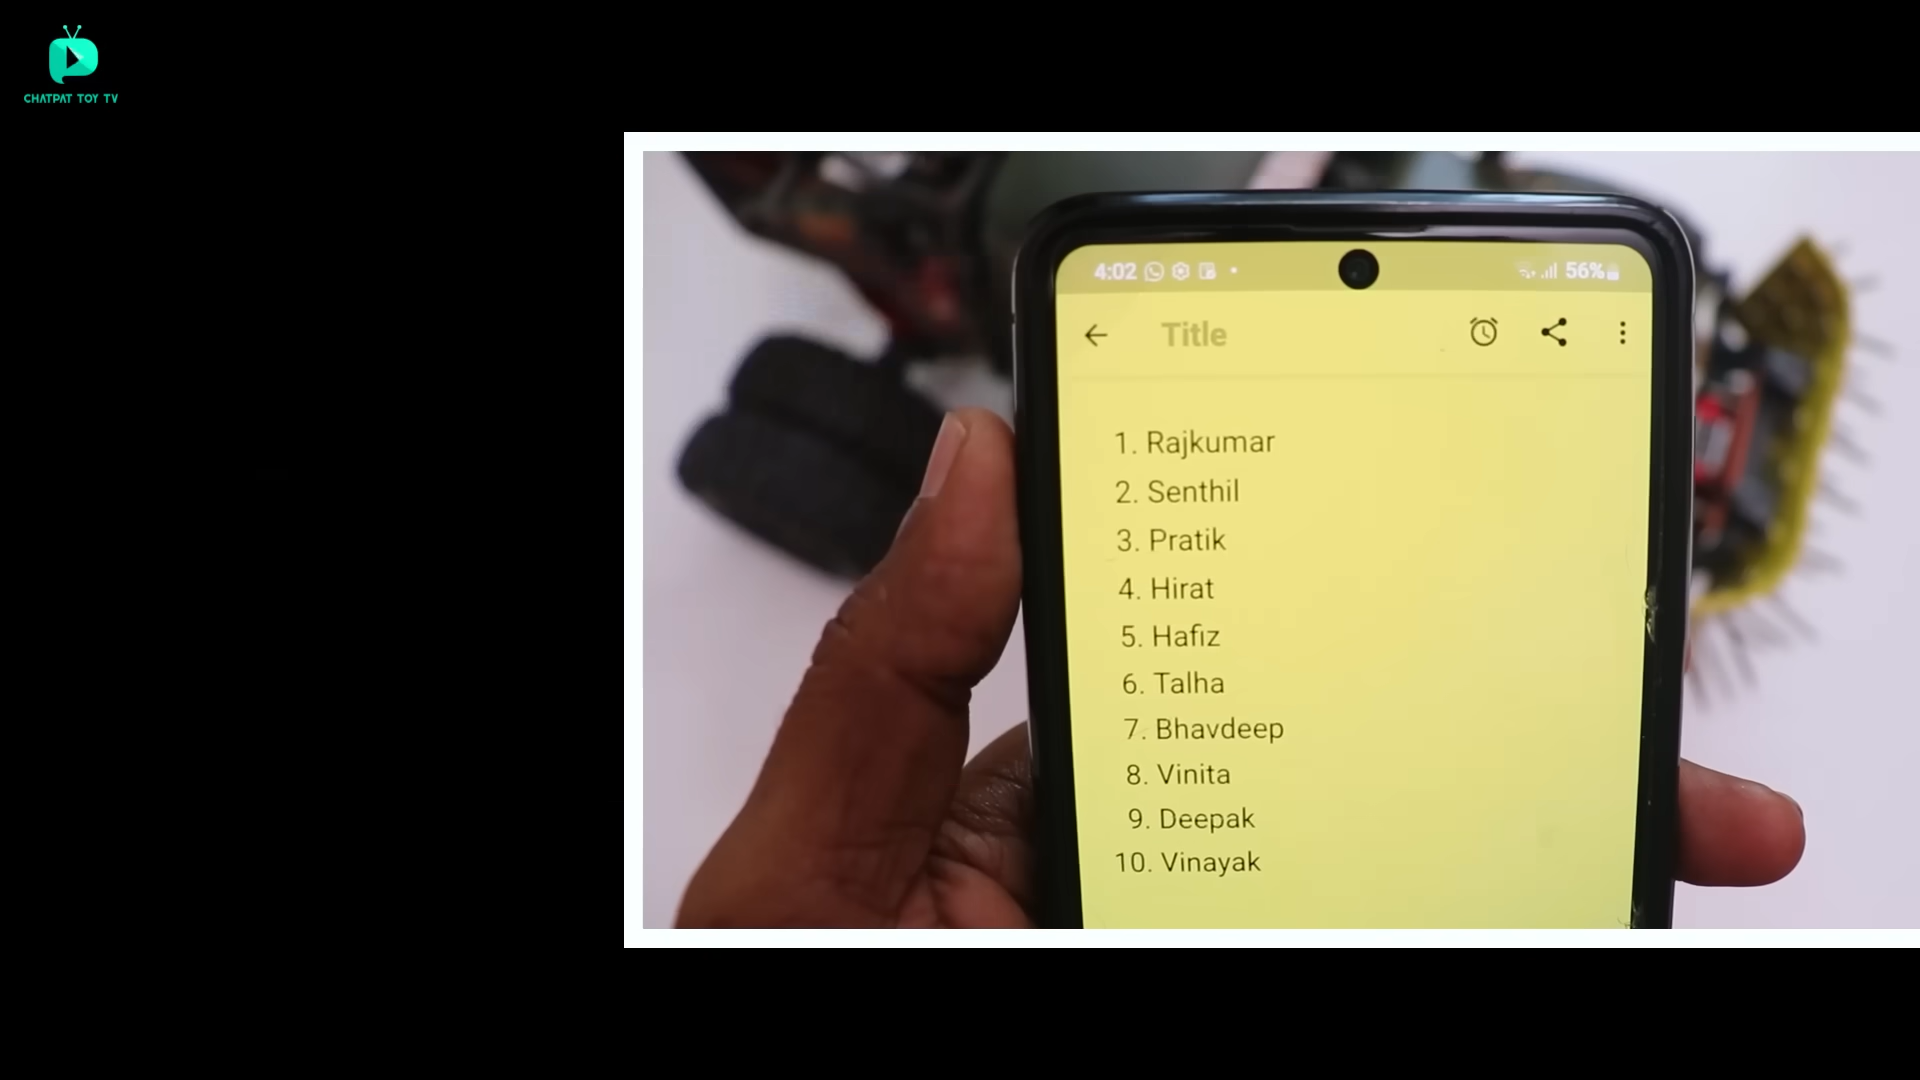 CHATPAT TOY TV
4:02 56%
Title
1. Rajkumar
2. Senthil
3. Pratik
4. Hirat
5. Hafiz
6. Talha
7. Bhavdeep
8. Vinita
9. Deepak
10. Vinayak